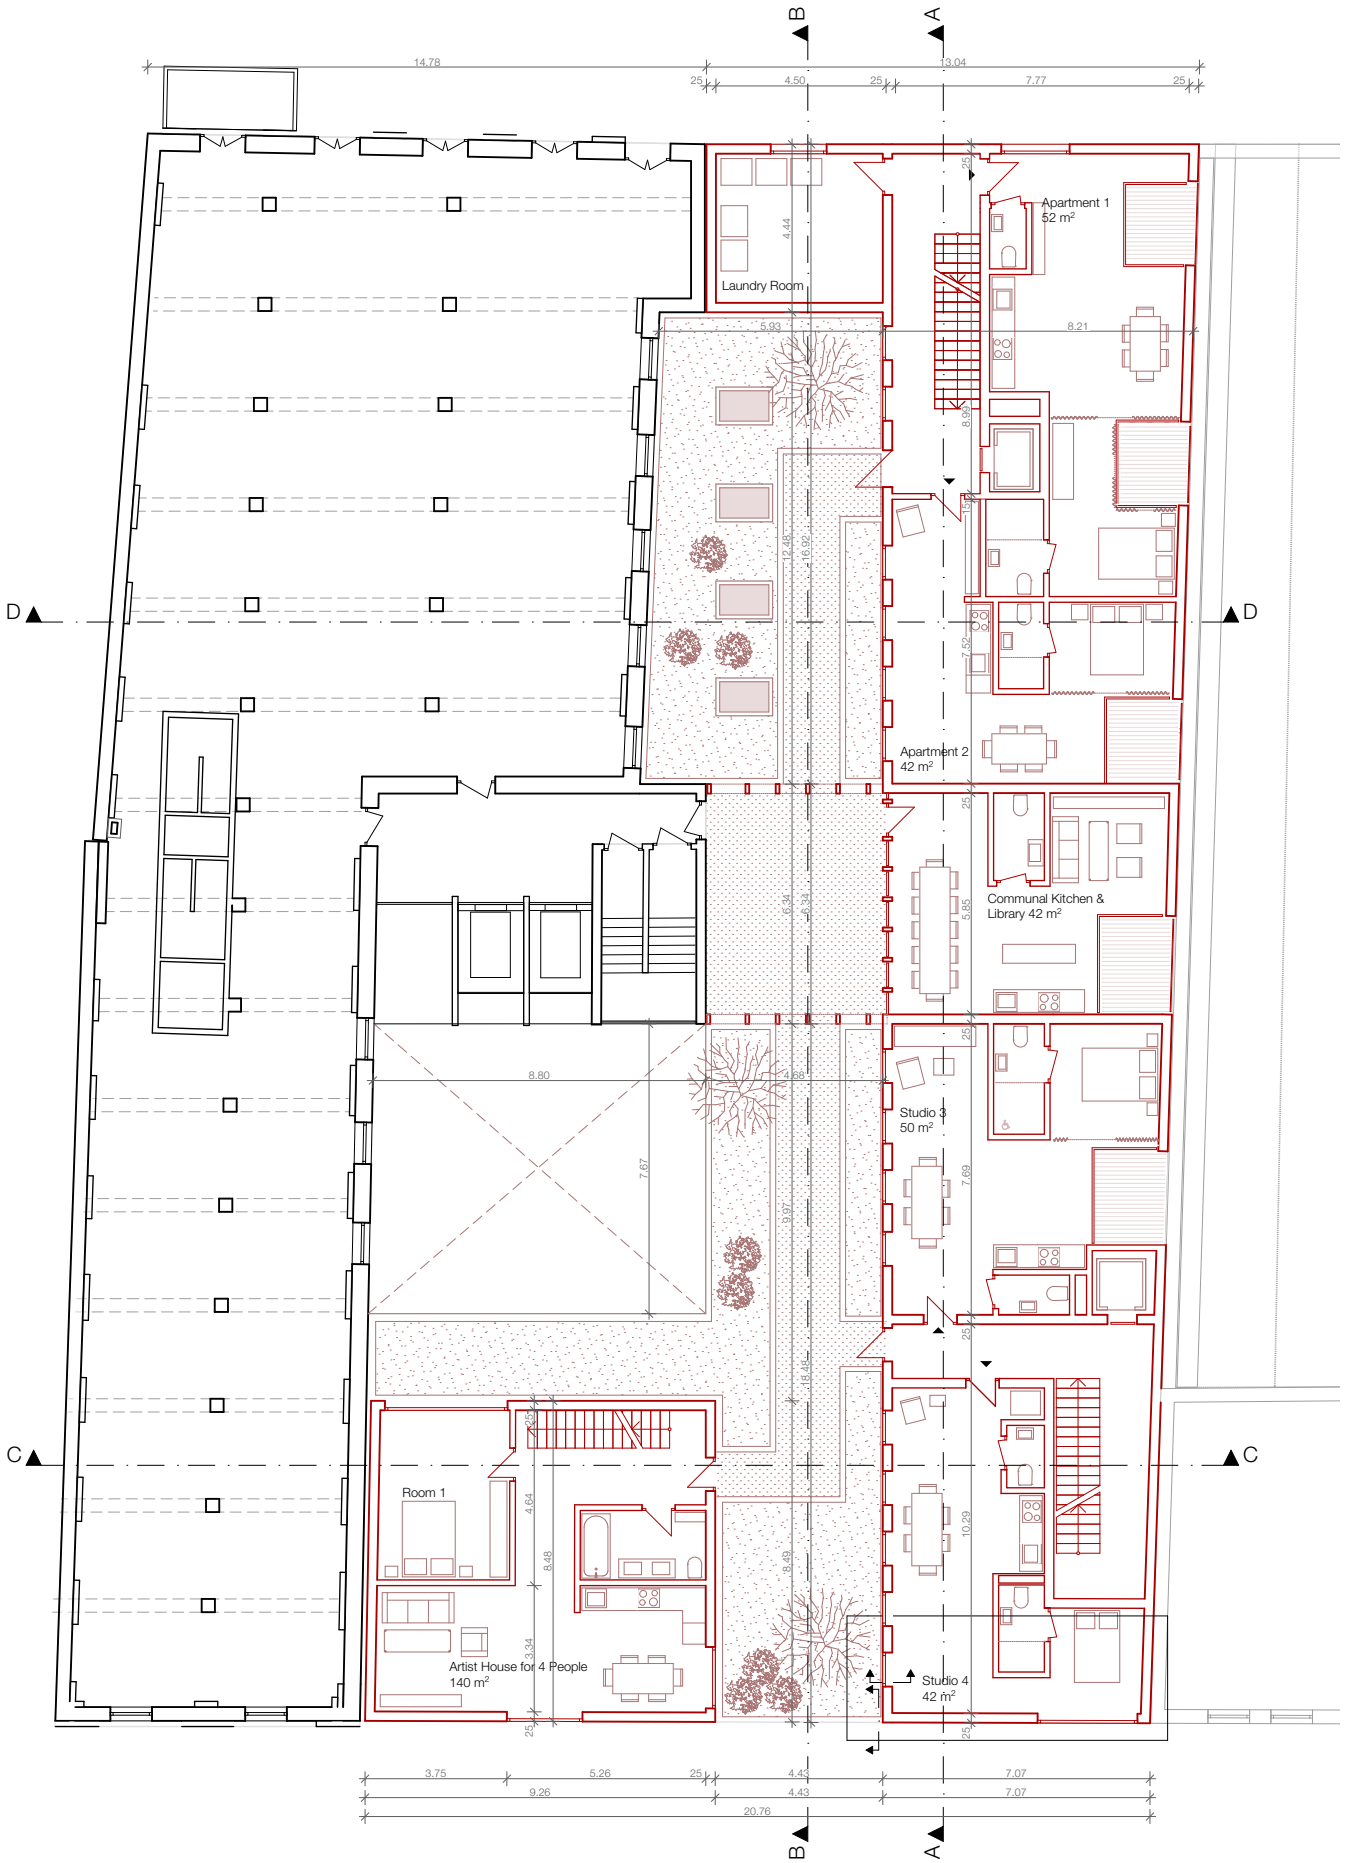 B
A
14.78
13.04
25
4.50
25
7.77
25
25
Apartment 1
52 m²
4.44
Laundry Room
5.93
8.21
8.99
15
12.48
16.92
D
D
7.52
Apartment 2
42 m²
25
Communal Kitchen &
Library 42 m²
6.34
6.34
5.85
25
8.80
4.68
Studio 3
50 m²
7.67
7.69
9.97
25
18.48
25
C
C
Room 1
4.64
8.48
10.29
8.49
3.34
Artist House for 4 People
140 m²
Studio 4
42 m²
25
25
3.75
5.26
25
4.43
7.07
9.26
4.43
7.07
20.76
B
A